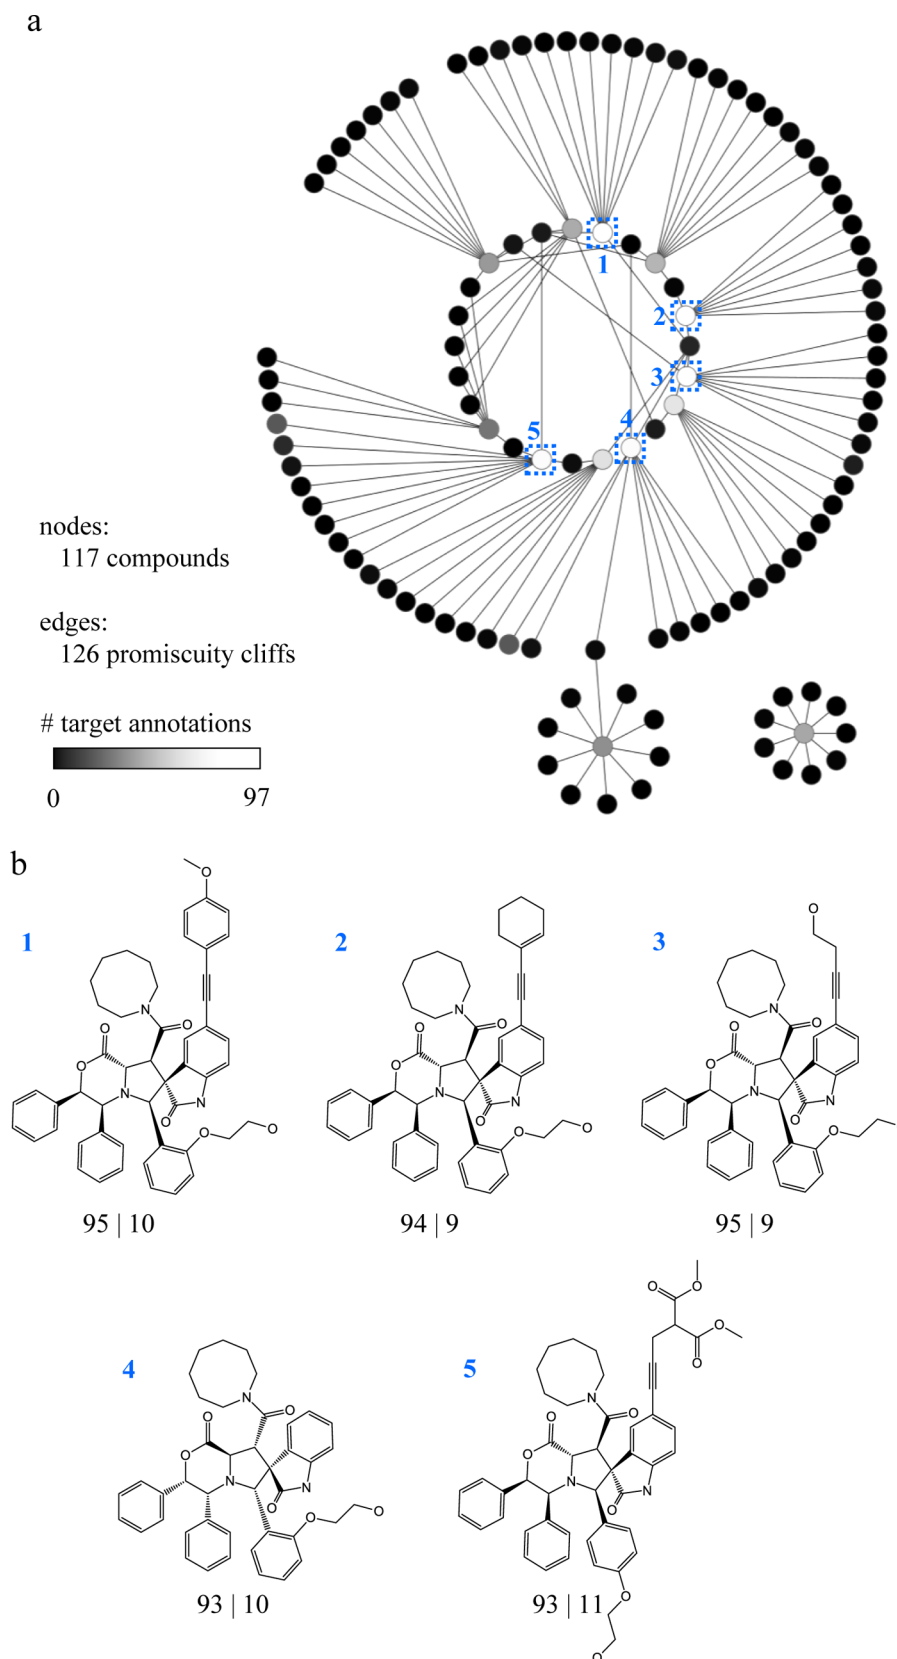 a
1
2
3
4
5
nodes:
117 compounds
edges:
126 promiscuity cliffs
# target annotations
0 97
b
1 2 3
O
O
N
O
O
O
N
N
O
O
O
95 | 10
N
O
O
O
N
N
O
O
O
94 | 9
O
N
O
O
O
N
N
O
O
95 | 9
4 5
N
O
O
O
N
N
O
O
O
93 | 10
O
O
O
O
N
O
O
O
N
N
O
O
O
93 | 11